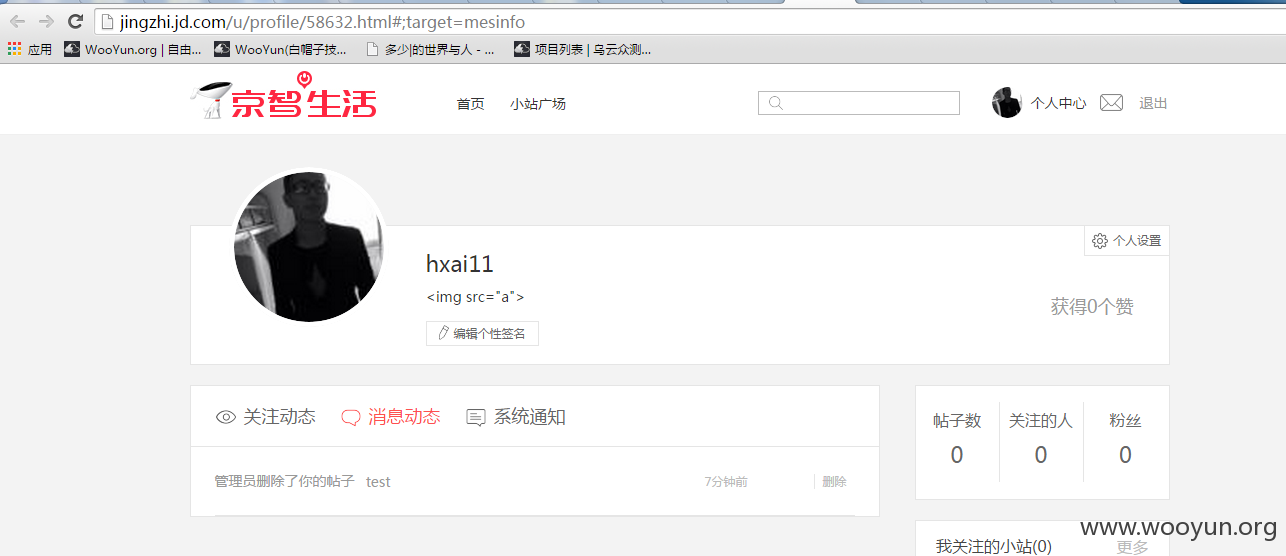 jingzhi.jd.com/u/profile/58632.html#;target=mesinfo
应用 WooYun.org | 自由... WooYun(白帽子技... 多少|的世界与人 - ... 项目列表 | 乌云众测...
京智生活 首页 小站广场 个人中心 退出
个人设置
hxai11
<img src="a">
获得0个赞
编辑个性签名
关注动态 消息动态 系统通知
帖子数 关注的人 粉丝
0 0 0
管理员删除了你的帖子 test 7分钟前 删除
www.wooyun.org
我关注的小站(0) 更多